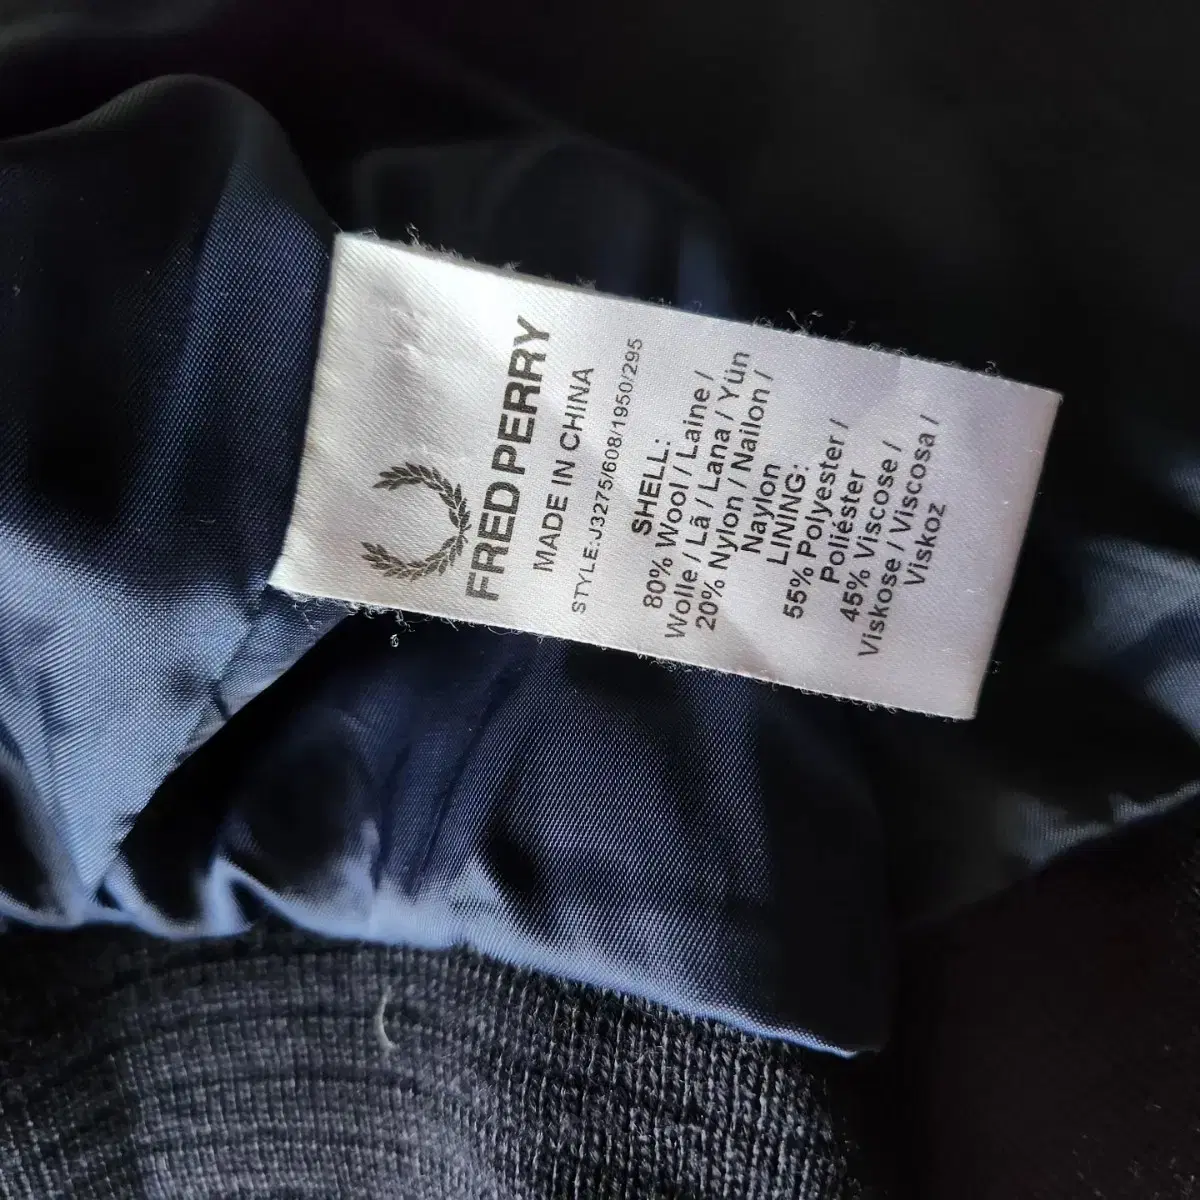 FRED PERRY
MADE IN CHINA
STYLE:J3275/608/1950/295
SHELL:
80% Wool / Laine /
Wolle / Lã / Lana / Yün
20% Nylon / Nailon /
Naylon
LINING:
55% Polyester /
Poliéster
45% Viscose /
Viskose / Viscosa /
Viskoz